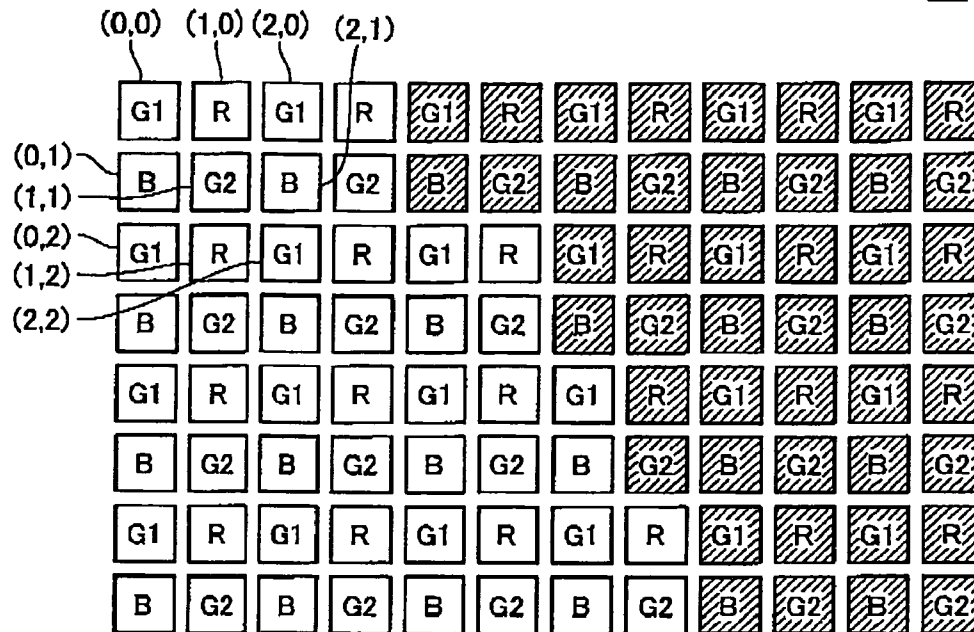 (0,0) (1,0) (2,0) (2,1)
G1 R G1 R G1 R G1 R G1 R G1 R
(0,1)
B G2 B G2 B G2 B G2 B G2 B G2
(1,1)
(0,2)
G1 R G1 R G1 R G1 R G1 R G1 R
(1,2)
(2,2)
B G2 B G2 B G2 B G2 B G2 B G2
G1 R G1 R G1 R G1 R G1 R G1 R
B G2 B G2 B G2 B G2 B G2 B G2
G1 R G1 R G1 R G1 R G1 R G1 R
B G2 B G2 B G2 B G2 B G2 B G2